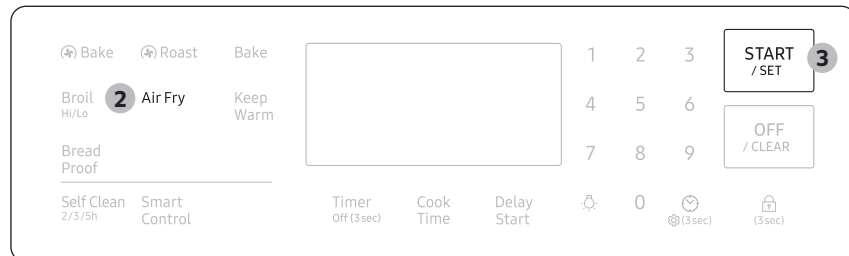 Bake Roast Bake 1 2 3 START
/ SET 3
Broil
Hi/Lo 2 Air Fry Keep
Warm 4 5 6
OFF
/ CLEAR
Bread
Proof 7 8 9
Self Clean
2/3/5h Smart
Control Timer
Off (3 sec) Cook
Time Delay
Start 0 (3 sec) (3 sec)